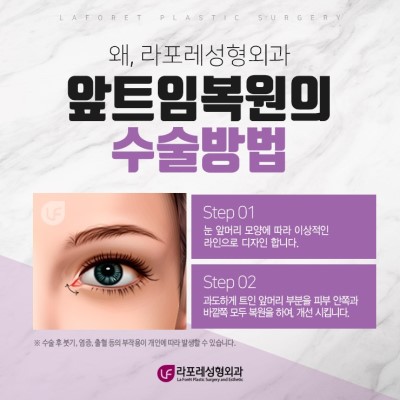 LAFORET PLASTIC SURGERY
왜, 라포레성형외과
앞트임복원의
수술방법
LF
Step 01
눈 앞머리 모양에 따라 이상적인
라인으로 디자인 합니다.
Step 02
과도하게 트인 앞머리 부분을 피부 안쪽과
바깥쪽 모두 복원을 하여, 개선 시킵니다.
※ 수술 후 붓기, 염증, 출혈 등의 부작용이 개인에 따라 발생할 수 있습니다.
LF 라포레성형외과
La Forêt Plastic Surgery and Esthetic